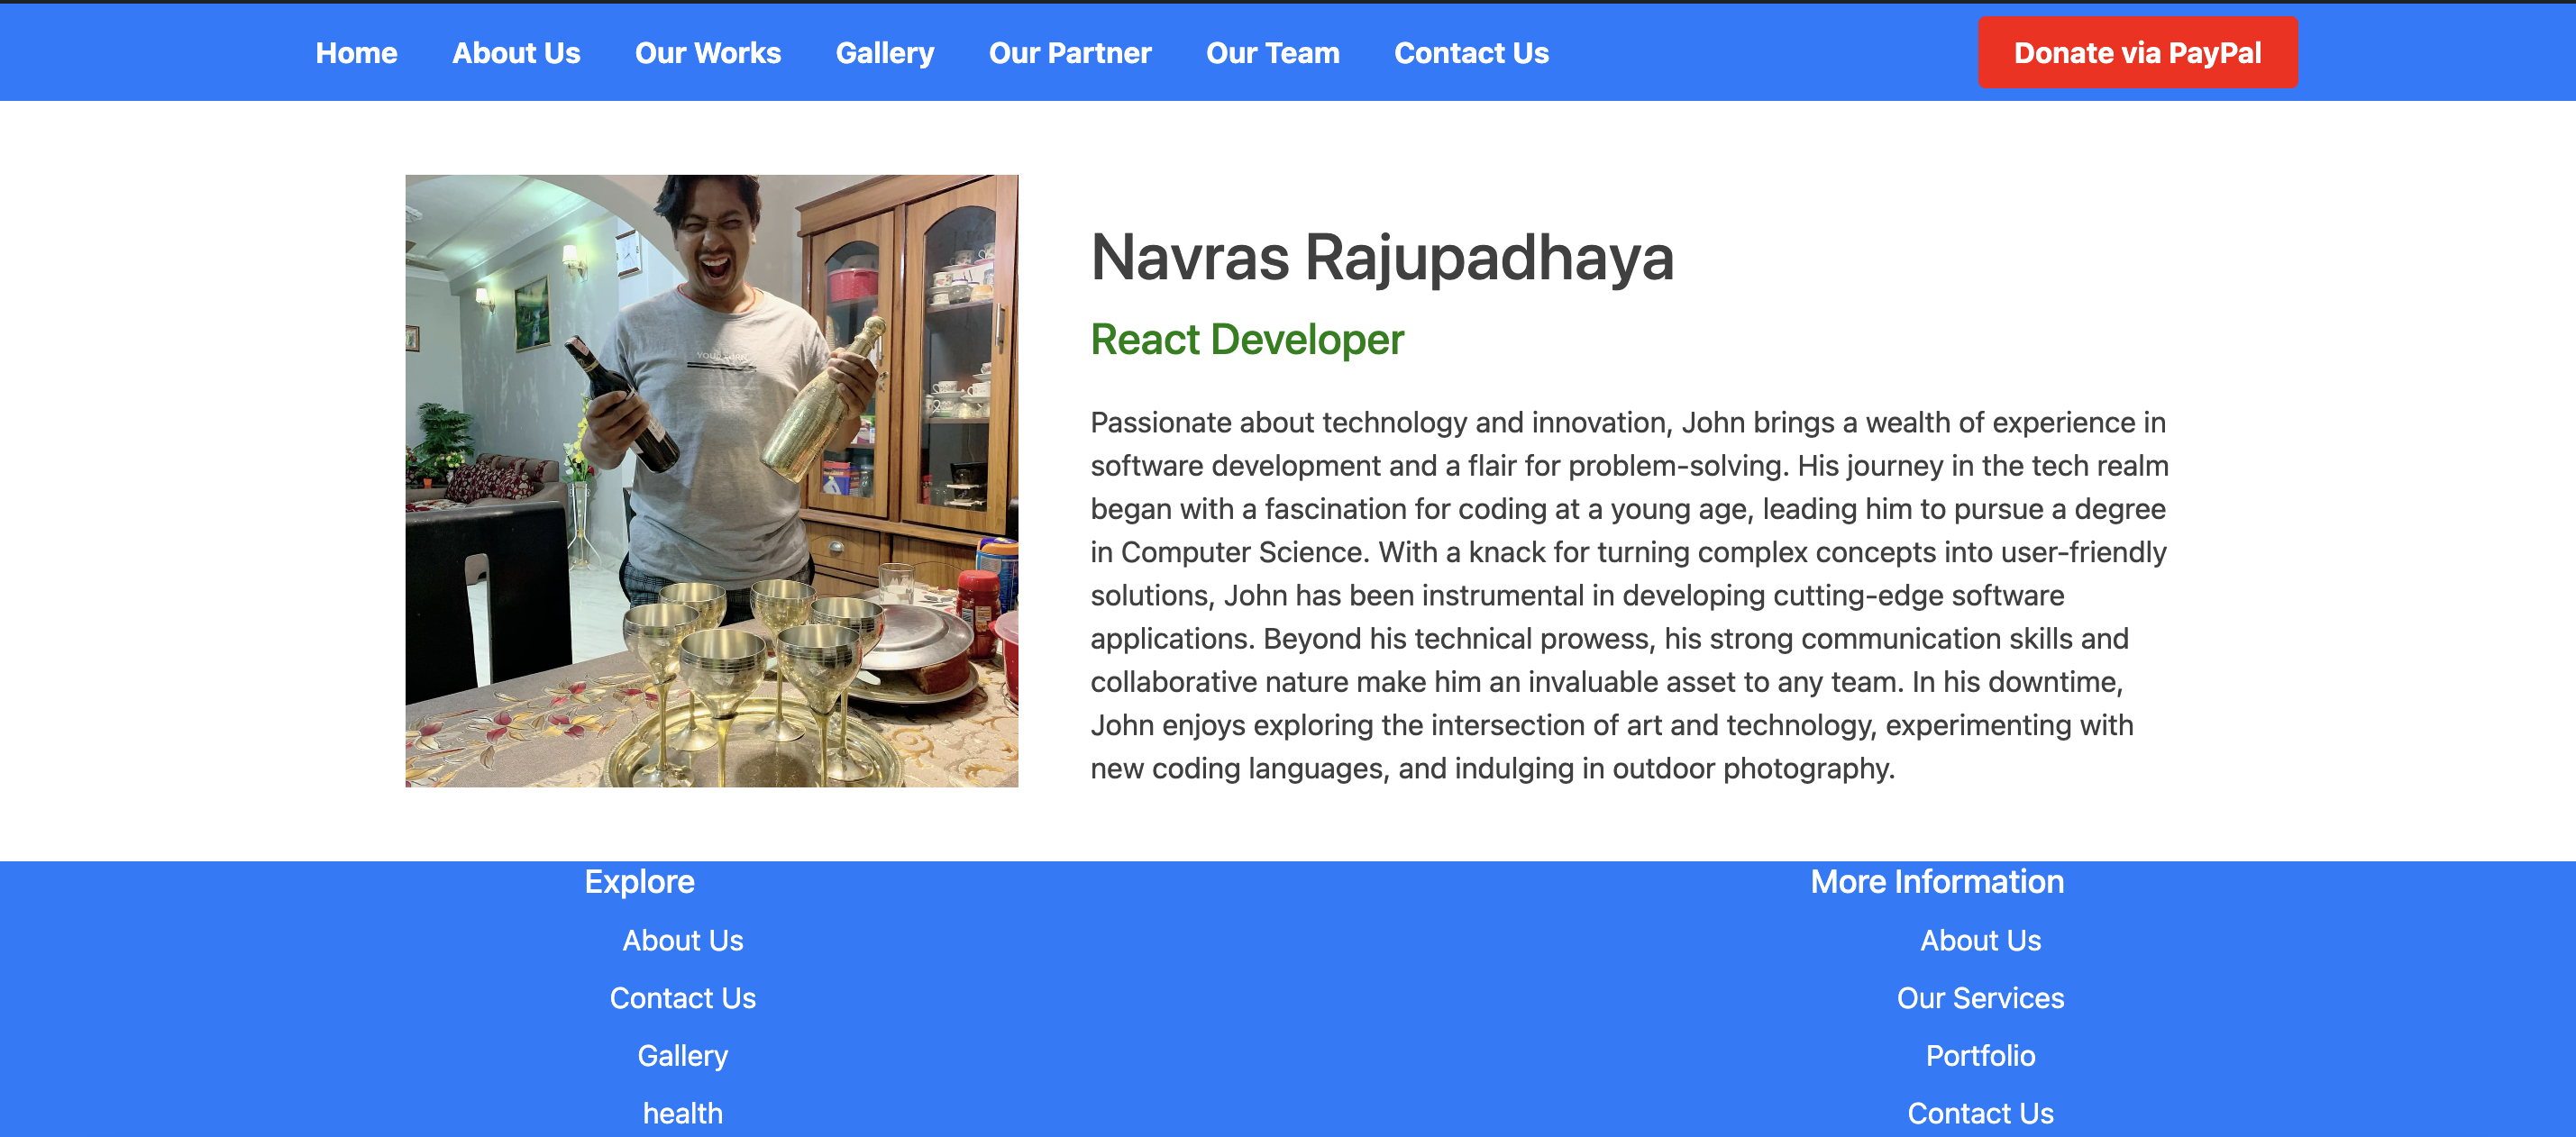 Home About Us Our Works Gallery Our Partner Our Team Contact Us Donate via PayPal
Navras Rajupadhaya
React Developer
Passionate about technology and innovation, John brings a wealth of experience in
software development and a flair for problem-solving. His journey in the tech realm
began with a fascination for coding at a young age, leading him to pursue a degree
in Computer Science. With a knack for turning complex concepts into user-friendly
solutions, John has been instrumental in developing cutting-edge software
applications. Beyond his technical prowess, his strong communication skills and
collaborative nature make him an invaluable asset to any team. In his downtime,
John enjoys exploring the intersection of art and technology, experimenting with
new coding languages, and indulging in outdoor photography.
Explore
About Us
Contact Us
Gallery
health
More Information
About Us
Our Services
Portfolio
Contact Us